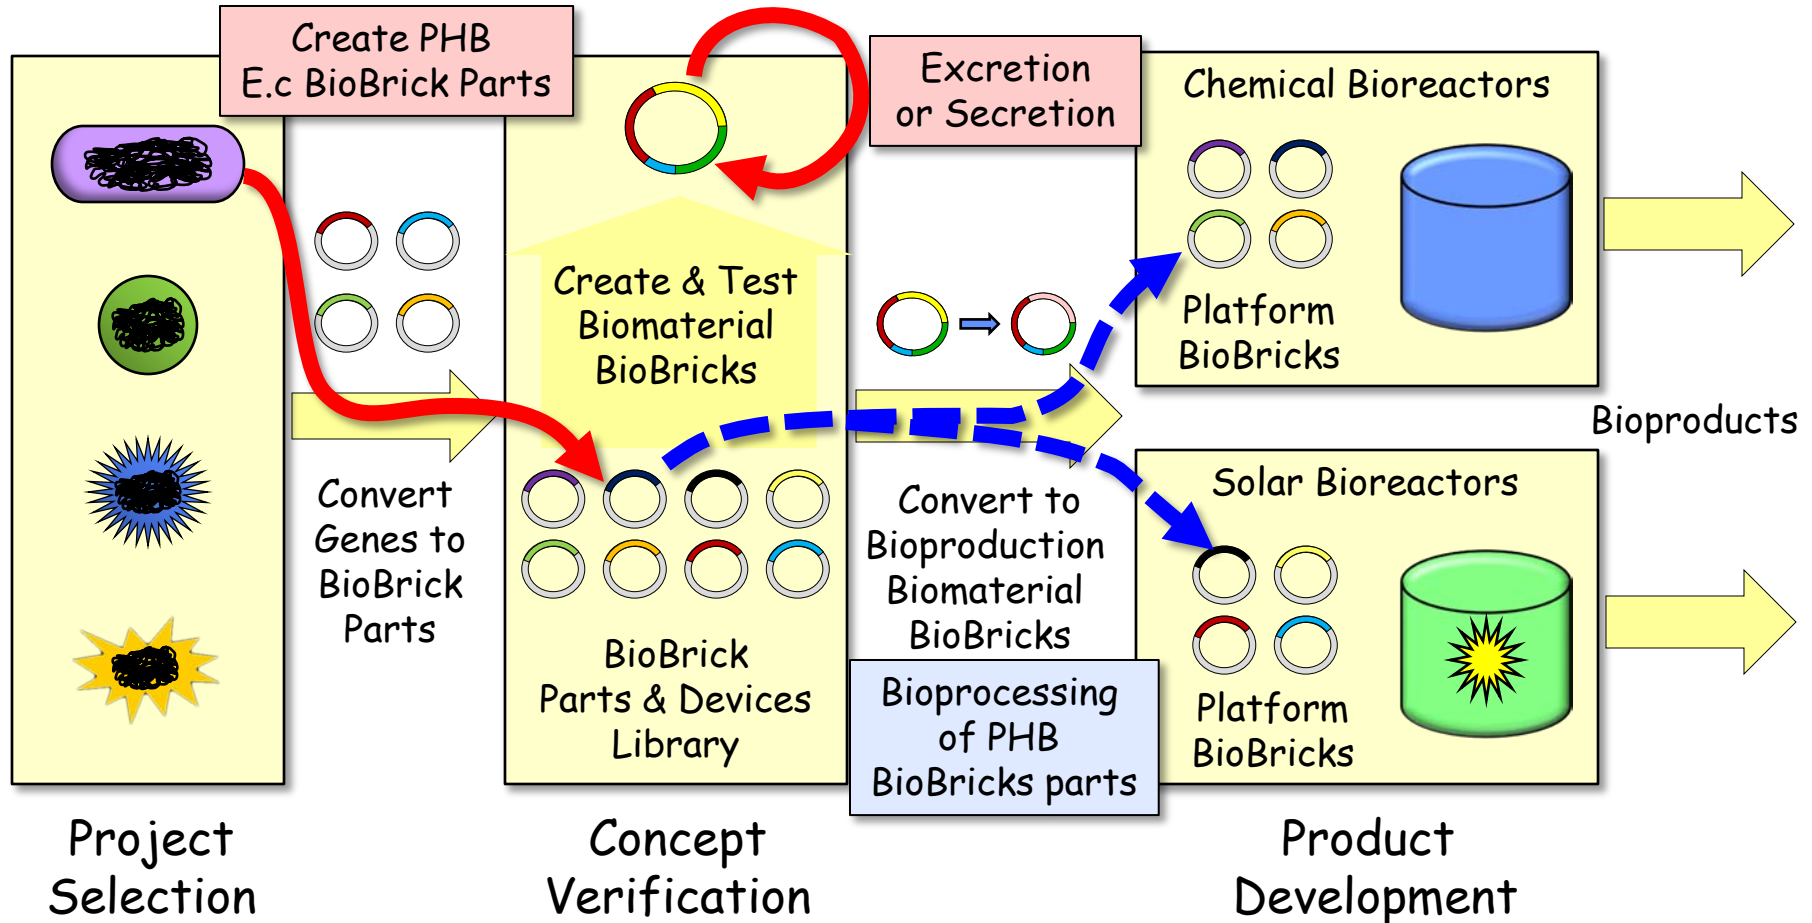 Create PHB
E.c BioBrick Parts
Excretion
or Secretion
Chemical Bioreactors
Create & Test
Biomaterial
BioBricks
Platform
BioBricks
Bioproducts
Convert
Genes to
BioBrick
Parts
Convert to
Bioproduction
Biomaterial
BioBricks
Solar Bioreactors
BioBrick
Parts & Devices
Library
Bioprocessing
of PHB
BioBricks parts
Platform
BioBricks
Project
Selection
Concept
Verification
Product
Development